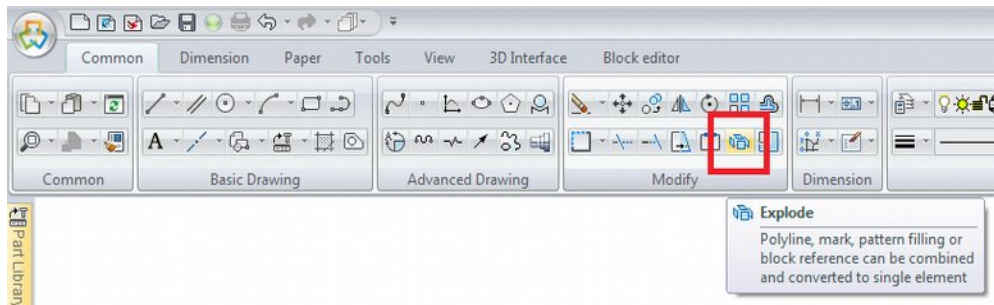 Common Dimension Paper Tools View 3D Interface Block editor
A
Common Basic Drawing Advanced Drawing Modify Dimension
Part Library
Explode
Polyline, mark, pattern filling or
block reference can be combined
and converted to single element